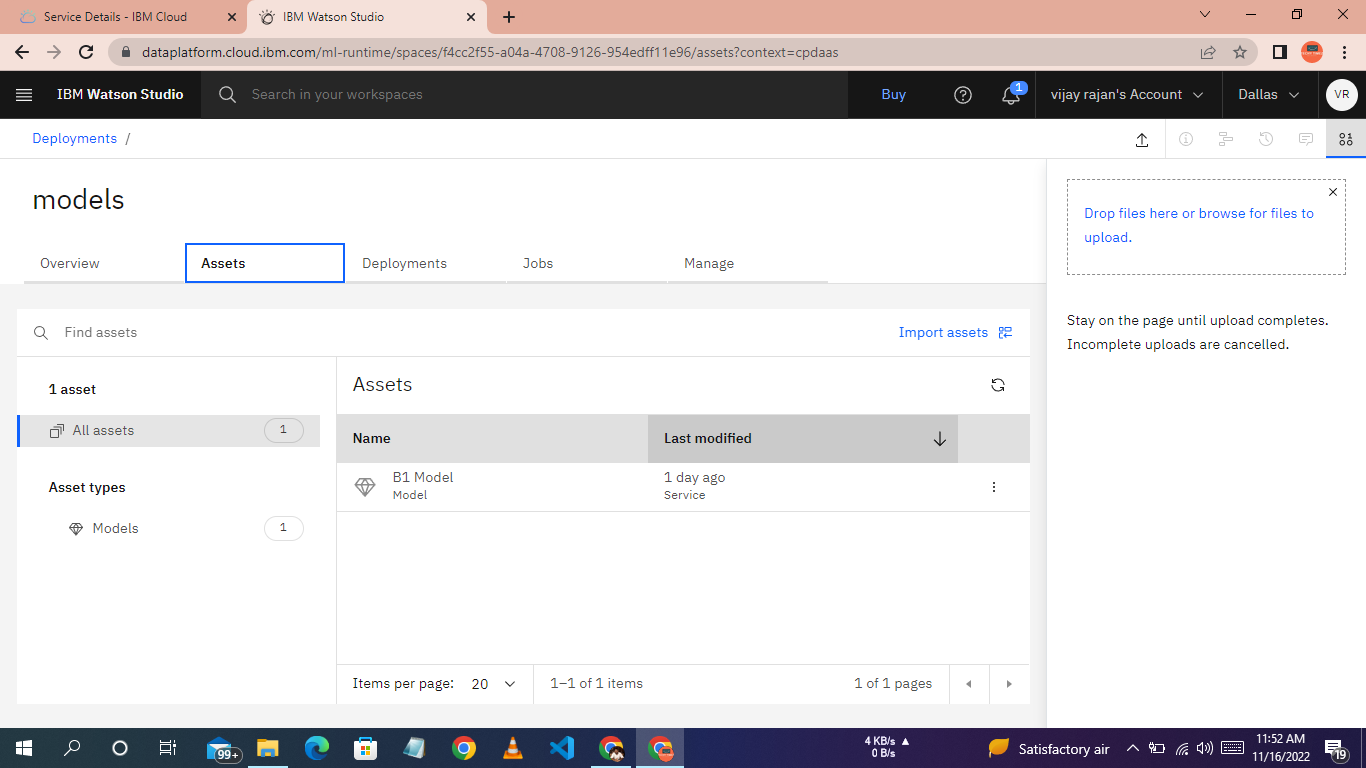 Service Details - IBM Cloud
IBM Watson Studio
dataplatform.cloud.ibm.com/ml-runtime/spaces/f4cc2f55-a04a-4708-9126-954edff11e96/assets?context=cpdaas
IBM Watson Studio
Search in your workspaces
Buy
1
vijay rajan's Account
Dallas
VR
Deployments /
models
Overview
Assets
Deployments
Jobs
Manage
Drop files here or browse for files to
upload.
Stay on the page until upload completes.
Incomplete uploads are cancelled.
Find assets
Import assets
1 asset
All assets 1
Asset types
Models 1
Assets
Name Last modified
B1 Model 1 day ago
Model Service
Items per page: 20 1–1 of 1 items 1 of 1 pages
99+
4 KB/s
0 B/s
Satisfactory air
11:52 AM
11/16/2022
19